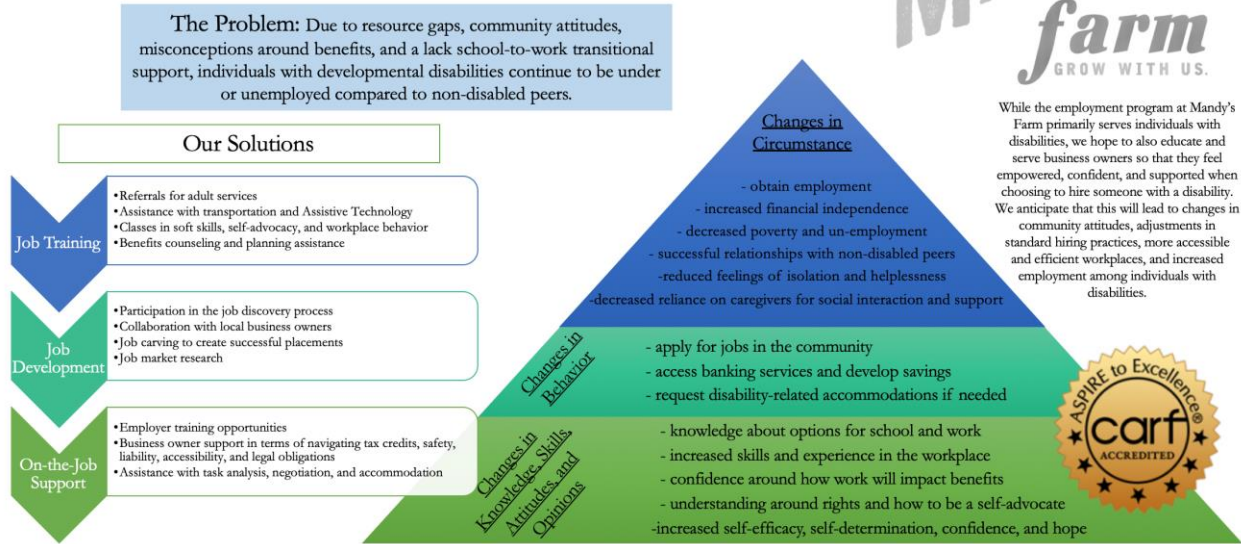 The Problem: Due to resource gaps, community attitudes,
misconceptions around benefits, and a lack school-to-work transitional
support, individuals with developmental disabilities continue to be under
or unemployed compared to non-disabled peers.
farm
GROW WITH US.
While the employment program at Mandy's
Farm primarily serves individuals with
disabilities, we hope to also educate and
serve business owners so that they feel
empowered, confident, and supported when
choosing to hire someone with a disability.
We anticipate that this will lead to changes in
community attitudes, adjustments in
standard hiring practices, more accessible
and efficient workplaces, and increased
employment among individuals with
disabilities.
Our Solutions
Job Training
•Referrals for adult services
•Assistance with transportation and Assistive Technology
•Classes in soft skills, self-advocacy, and workplace behavior
•Benefits counseling and planning assistance
Job
Development
•Participation in the job discovery process
•Collaboration with local business owners
•Job carving to create successful placements
•Job market research
On-the-Job
Support
•Employer training opportunities
•Business owner support in terms of navigating tax credits, safety,
liability, accessibility, and legal obligations
•Assistance with task analysis, negotiation, and accommodation
Changes in
Circumstance
- obtain employment
- increased financial independence
- decreased poverty and un-employment
- successful relationships with non-disabled peers
-reduced feelings of isolation and helplessness
-decreased reliance on caregivers for social interaction and support
Changes in
Behavior
- apply for jobs in the community
- access banking services and develop savings
- request disability-related accommodations if needed
Changes in
Knowledge, Skills,
Attitudes, and
Opinions
- knowledge about options for school and work
- increased skills and experience in the workplace
- confidence around how work will impact benefits
- understanding around rights and how to be a self-advocate
-increased self-efficacy, self-determination, confidence, and hope
ASPIRE to Excellence®
carf
ACCREDITED